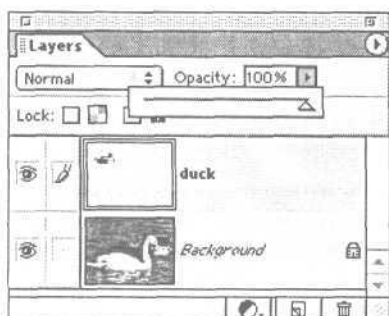 Layers
Normal Opacity: 100%
Lock:
duck
Background